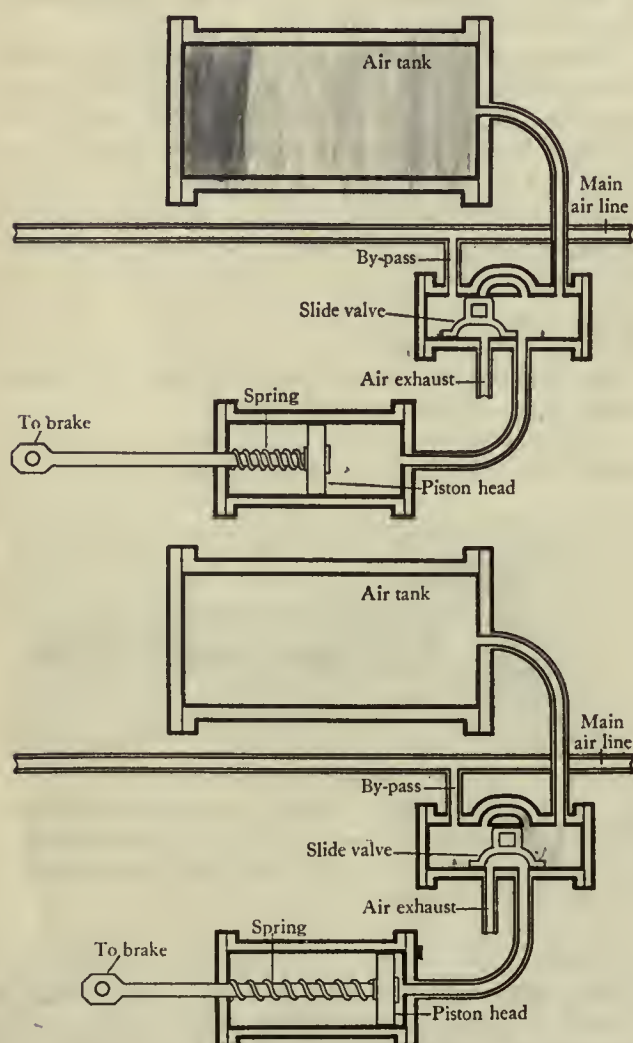 Air tank
Main
air line
By-pass
Slide valve
Air exhaust
Spring
To brake
Piston head
Air tank
Main
air line
By-pass
Slide valve
Air exhaust
Spring
To brake
Piston head